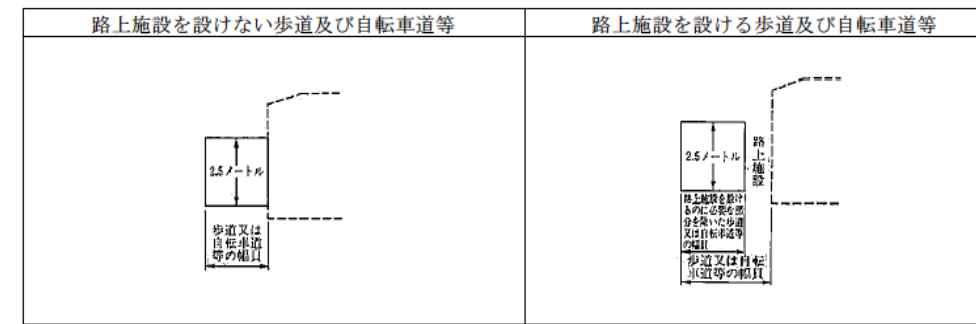 路上施設を設けない歩道及び自転車道等
路上施設を設ける歩道及び自転車道等
2.5メートル
歩道又は
自転車道
等の幅員
2.5メートル
路上施設
路上施設を設け
るのに必要な部
分を除いた歩道
又は自転車道等
の幅員
歩道又は自転
車道等の幅員